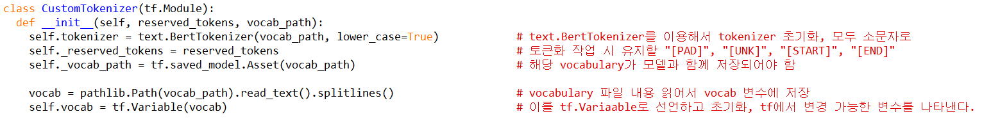 class CustomTokenizer(tf.Module):
  def __init__(self, reserved_tokens, vocab_path):
    self.tokenizer = text.BertTokenizer(vocab_path, lower_case=True)            # text.BertTokenizer를 이용해서 tokenizer 초기화, 모두 소문자로
    self._reserved_tokens = reserved_tokens                                     # 토큰화 작업 시 유지할 "[PAD]", "[UNK]", "[START]", "[END]"
    self._vocab_path = tf.saved_model.Asset(vocab_path)                         # 해당 vocabulary가 모델과 함께 저장되어야 함
    vocab = pathlib.Path(vocab_path).read_text().splitlines()                   # vocabulary 파일 내용 읽어서 vocab 변수에 저장
    self.vocab = tf.Variable(vocab)                                             # 이를 tf.Variaable로 선언하고 초기화, tf에서 변경 가능한 변수를 나타낸다.